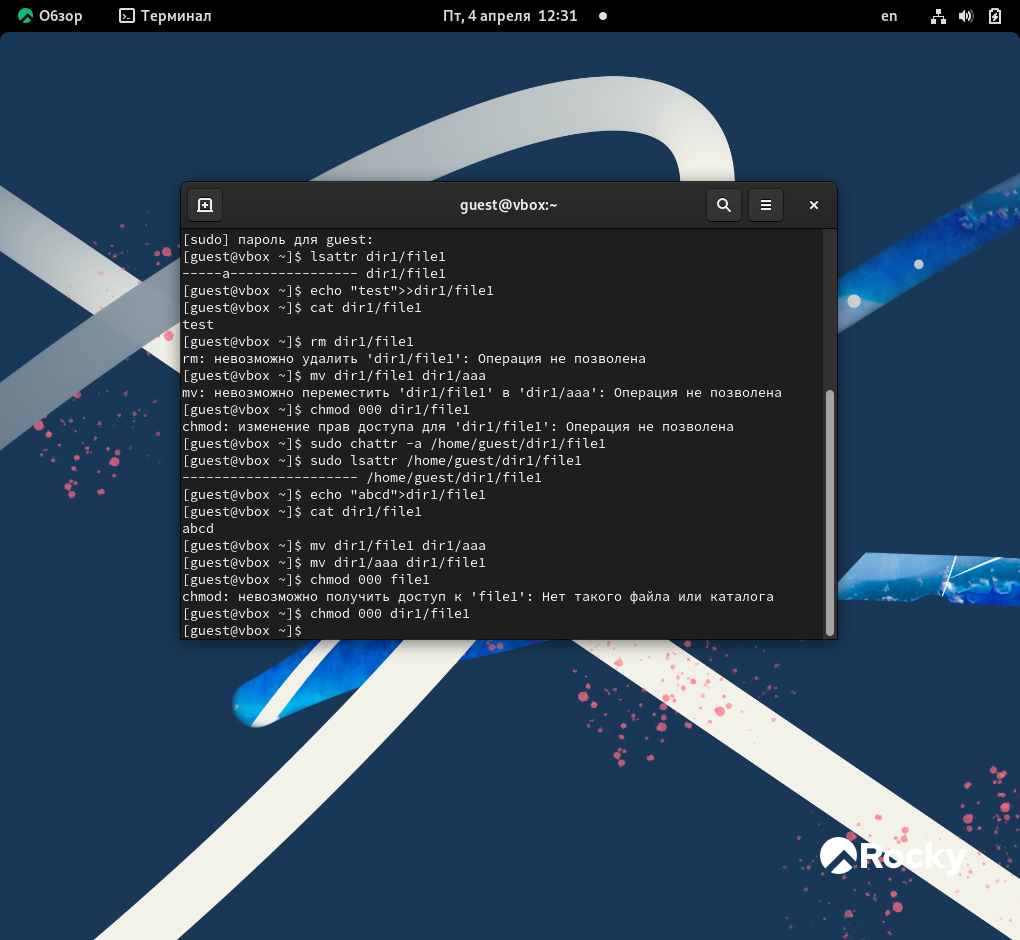 Обзор Терминал Пт, 4 апреля 12:31 en
guest@vbox:~
[sudo] пароль для guest:
[guest@vbox ~]$ lsattr dir1/file1
-----a---------------- dir1/file1
[guest@vbox ~]$ echo "test">>dir1/file1
[guest@vbox ~]$ cat dir1/file1
test
[guest@vbox ~]$ rm dir1/file1
rm: невозможно удалить 'dir1/file1': Операция не позволена
[guest@vbox ~]$ mv dir1/file1 dir1/aaa
mv: невозможно переместить 'dir1/file1' в 'dir1/aaa': Операция не позволена
[guest@vbox ~]$ chmod 000 dir1/file1
chmod: изменение прав доступа для 'dir1/file1': Операция не позволена
[guest@vbox ~]$ sudo chattr -a /home/guest/dir1/file1
[guest@vbox ~]$ sudo lsattr /home/guest/dir1/file1
---------------------- /home/guest/dir1/file1
[guest@vbox ~]$ echo "abcd">dir1/file1
[guest@vbox ~]$ cat dir1/file1
abcd
[guest@vbox ~]$ mv dir1/file1 dir1/aaa
[guest@vbox ~]$ mv dir1/aaa dir1/file1
[guest@vbox ~]$ chmod 000 file1
chmod: невозможно получить доступ к 'file1': Нет такого файла или каталога
[guest@vbox ~]$ chmod 000 dir1/file1
[guest@vbox ~]$
Rocky